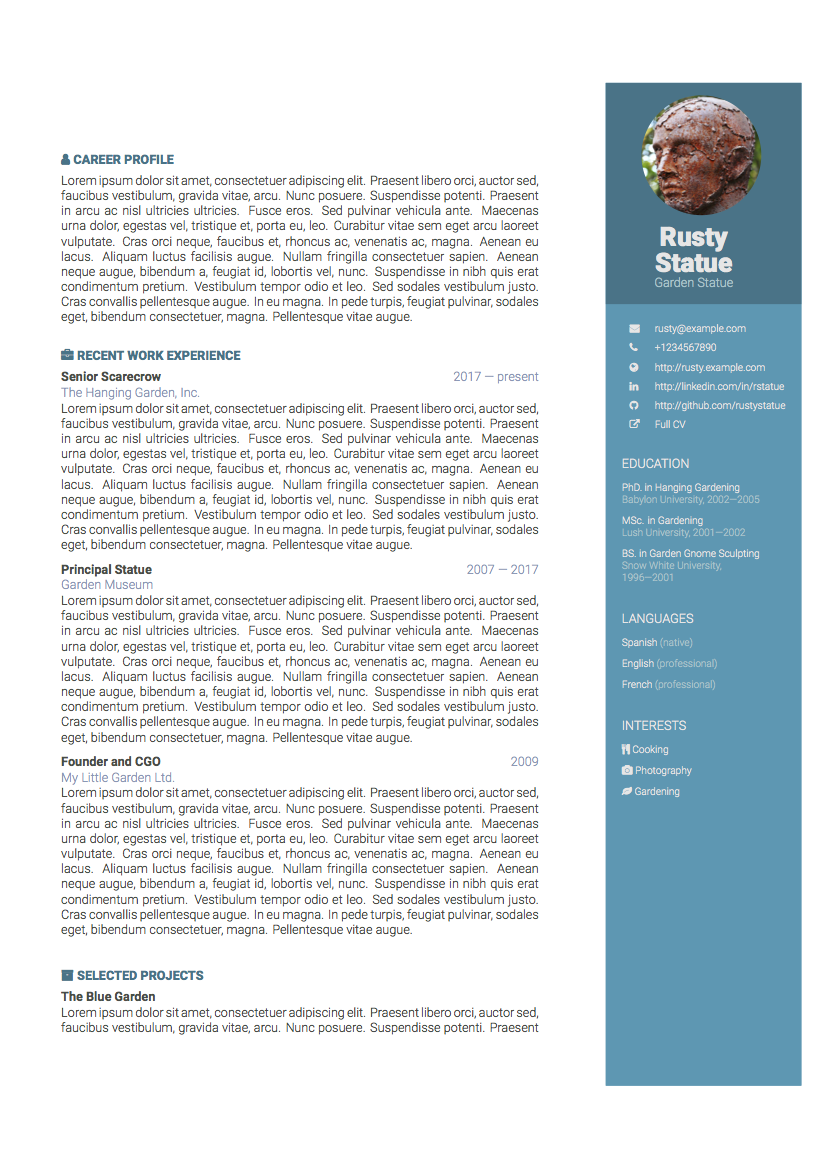 CAREER PROFILE
Lorem ipsum dolor sit amet, consectetuer adipiscing elit. Praesent libero orci, auctor sed,
faucibus vestibulum, gravida vitae, arcu. Nunc posuere. Suspendisse potenti. Praesent
in arcu ac nisl ultricies ultricies. Fusce eros. Sed pulvinar vehicula ante. Maecenas
urna dolor, egestas vel, tristique et, porta eu, leo. Curabitur vitae sem eget arcu laoreet
vulputate. Cras orci neque, faucibus et, rhoncus ac, venenatis ac, magna. Aenean eu
lacus. Aliquam luctus facilisis augue. Nullam fringilla consectetuer sapien. Aenean
neque augue, bibendum a, feugiat id, lobortis vel, nunc. Suspendisse in nibh quis erat
condimentum pretium. Vestibulum tempor odio et leo. Sed sodales vestibulum justo.
Cras convallis pellentesque augue. In eu magna. In pede turpis, feugiat pulvinar, sodales
eget, bibendum consectetuer, magna. Pellentesque vitae augue.
RECENT WORK EXPERIENCE
Senior Scarecrow 2017 — present
The Hanging Garden, Inc.
Lorem ipsum dolor sit amet, consectetuer adipiscing elit. Praesent libero orci, auctor sed,
faucibus vestibulum, gravida vitae, arcu. Nunc posuere. Suspendisse potenti. Praesent
in arcu ac nisl ultricies ultricies. Fusce eros. Sed pulvinar vehicula ante. Maecenas
urna dolor, egestas vel, tristique et, porta eu, leo. Curabitur vitae sem eget arcu laoreet
vulputate. Cras orci neque, faucibus et, rhoncus ac, venenatis ac, magna. Aenean eu
lacus. Aliquam luctus facilisis augue. Nullam fringilla consectetuer sapien. Aenean
neque augue, bibendum a, feugiat id, lobortis vel, nunc. Suspendisse in nibh quis erat
condimentum pretium. Vestibulum tempor odio et leo. Sed sodales vestibulum justo.
Cras convallis pellentesque augue. In eu magna. In pede turpis, feugiat pulvinar, sodales
eget, bibendum consectetuer, magna. Pellentesque vitae augue.
Principal Statue 2007 — 2017
Garden Museum
Lorem ipsum dolor sit amet, consectetuer adipiscing elit. Praesent libero orci, auctor sed,
faucibus vestibulum, gravida vitae, arcu. Nunc posuere. Suspendisse potenti. Praesent
in arcu ac nisl ultricies ultricies. Fusce eros. Sed pulvinar vehicula ante. Maecenas
urna dolor, egestas vel, tristique et, porta eu, leo. Curabitur vitae sem eget arcu laoreet
vulputate. Cras orci neque, faucibus et, rhoncus ac, venenatis ac, magna. Aenean eu
lacus. Aliquam luctus facilisis augue. Nullam fringilla consectetuer sapien. Aenean
neque augue, bibendum a, feugiat id, lobortis vel, nunc. Suspendisse in nibh quis erat
condimentum pretium. Vestibulum tempor odio et leo. Sed sodales vestibulum justo.
Cras convallis pellentesque augue. In eu magna. In pede turpis, feugiat pulvinar, sodales
eget, bibendum consectetuer, magna. Pellentesque vitae augue.
Founder and CGO 2009
My Little Garden Ltd.
Lorem ipsum dolor sit amet, consectetuer adipiscing elit. Praesent libero orci, auctor sed,
faucibus vestibulum, gravida vitae, arcu. Nunc posuere. Suspendisse potenti. Praesent
in arcu ac nisl ultricies ultricies. Fusce eros. Sed pulvinar vehicula ante. Maecenas
urna dolor, egestas vel, tristique et, porta eu, leo. Curabitur vitae sem eget arcu laoreet
vulputate. Cras orci neque, faucibus et, rhoncus ac, venenatis ac, magna. Aenean eu
lacus. Aliquam luctus facilisis augue. Nullam fringilla consectetuer sapien. Aenean
neque augue, bibendum a, feugiat id, lobortis vel, nunc. Suspendisse in nibh quis erat
condimentum pretium. Vestibulum tempor odio et leo. Sed sodales vestibulum justo.
Cras convallis pellentesque augue. In eu magna. In pede turpis, feugiat pulvinar, sodales
eget, bibendum consectetuer, magna. Pellentesque vitae augue.
SELECTED PROJECTS
The Blue Garden
Lorem ipsum dolor sit amet, consectetuer adipiscing elit. Praesent libero orci, auctor sed,
faucibus vestibulum, gravida vitae, arcu. Nunc posuere. Suspendisse potenti. Praesent
Rusty
Statue
Garden Statue
rusty@example.com
+1234567890
http://rusty.example.com
http://linkedin.com/in/rstatue
http://github.com/rustystatue
Full CV
EDUCATION
PhD. in Hanging Gardening
Babylon University, 2002—2005
MSc. in Gardening
Lush University, 2001—2002
BS. in Garden Gnome Sculpting
Snow White University,
1996—2001
LANGUAGES
Spanish (native)
English (professional)
French (professional)
INTERESTS
Cooking
Photography
Gardening